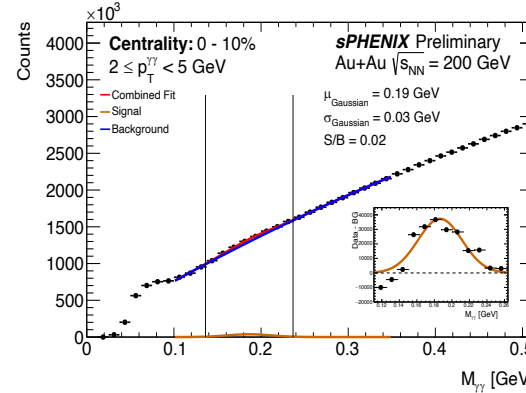 ×10³
Counts
4000
3500
3000
2500
2000
1500
1000
500
0
Centrality: 0 - 10%
2 ≤ p_T^γγ < 5 GeV
Combined Fit
Signal
Background
sPHENIX Preliminary
Au+Au √s_NN = 200 GeV
μ_Gaussian = 0.19 GeV
σ_Gaussian = 0.03 GeV
S/B = 0.02
Data - BG
40000
30000
20000
10000
0
−10000
−20000
0.12 0.14 0.16 0.18 0.2 0.22 0.24 0.26
M_γγ [GeV]
0 0.1 0.2 0.3 0.4 0.5
M_γγ [GeV